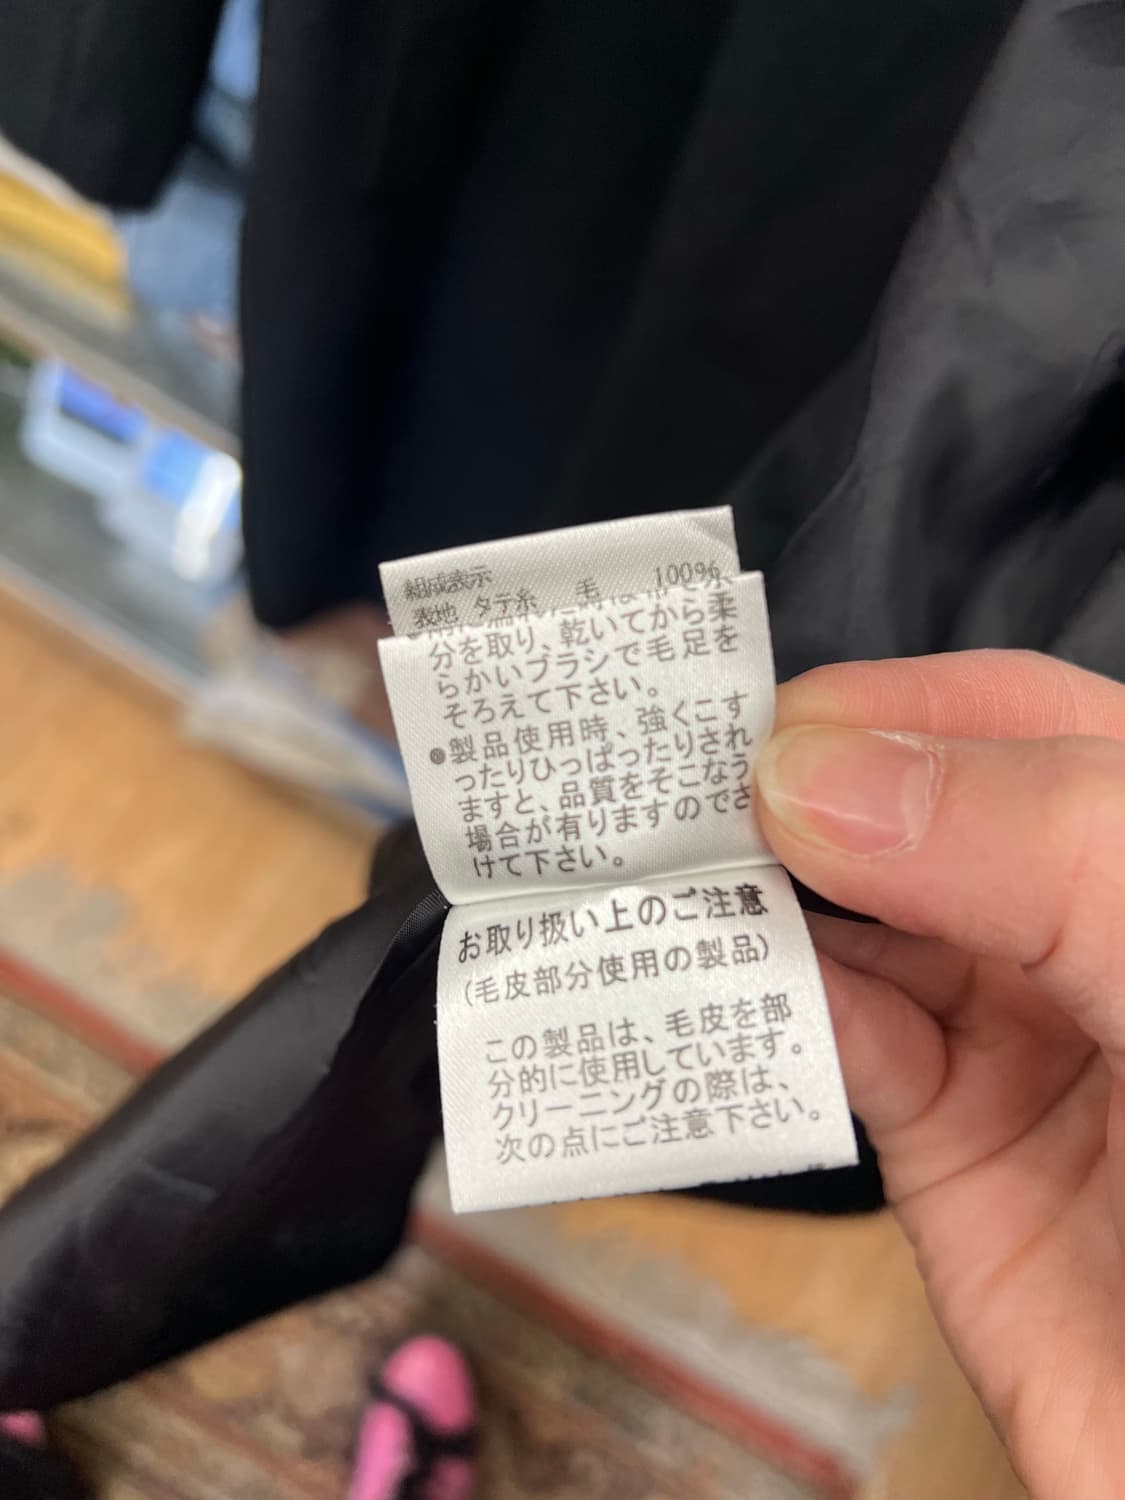 組成表示
表地 タテ糸 毛 100%
分を取り、乾いてから柔
らかいブラシで毛足を
そろえて下さい。
●製品使用時、強くこす
ったりひっぱったりされ
ますと、品質をそこなう
場合が有りますのでさ
けて下さい。
お取り扱い上のご注意
(毛皮部分使用の製品)
この製品は、毛皮を部
分的に使用しています。
クリーニングの際は、
次の点にご注意下さい。